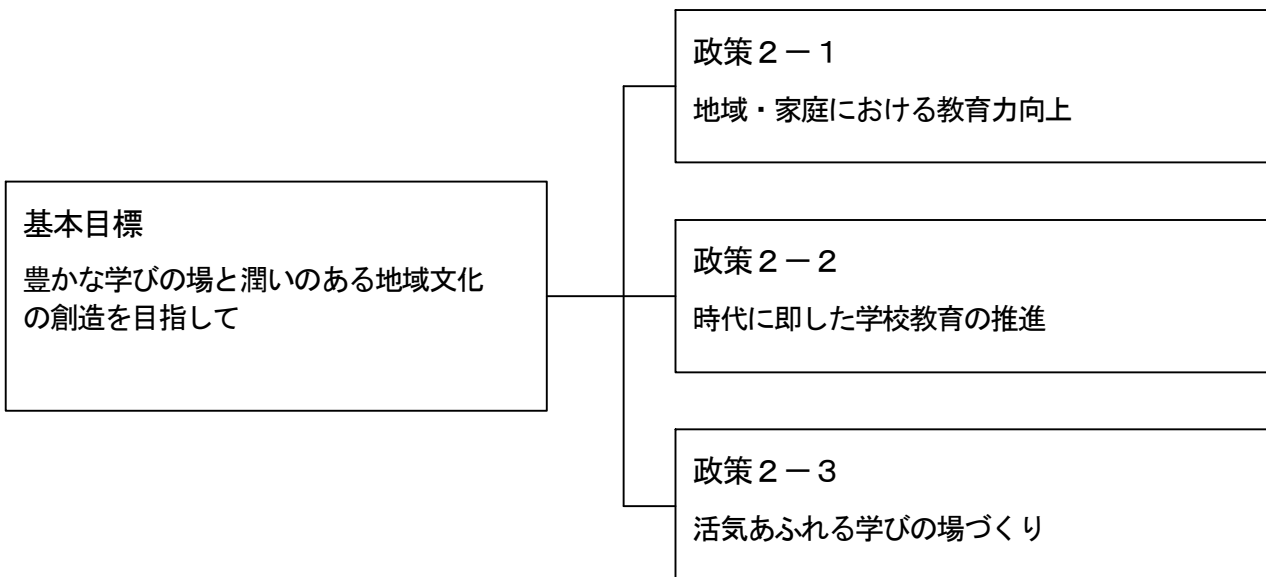 基本目標
豊かな学びの場と潤いのある地域文化
の創造を目指して
政策２－１
地域・家庭における教育力向上
政策２－２
時代に即した学校教育の推進
政策２－３
活気あふれる学びの場づくり